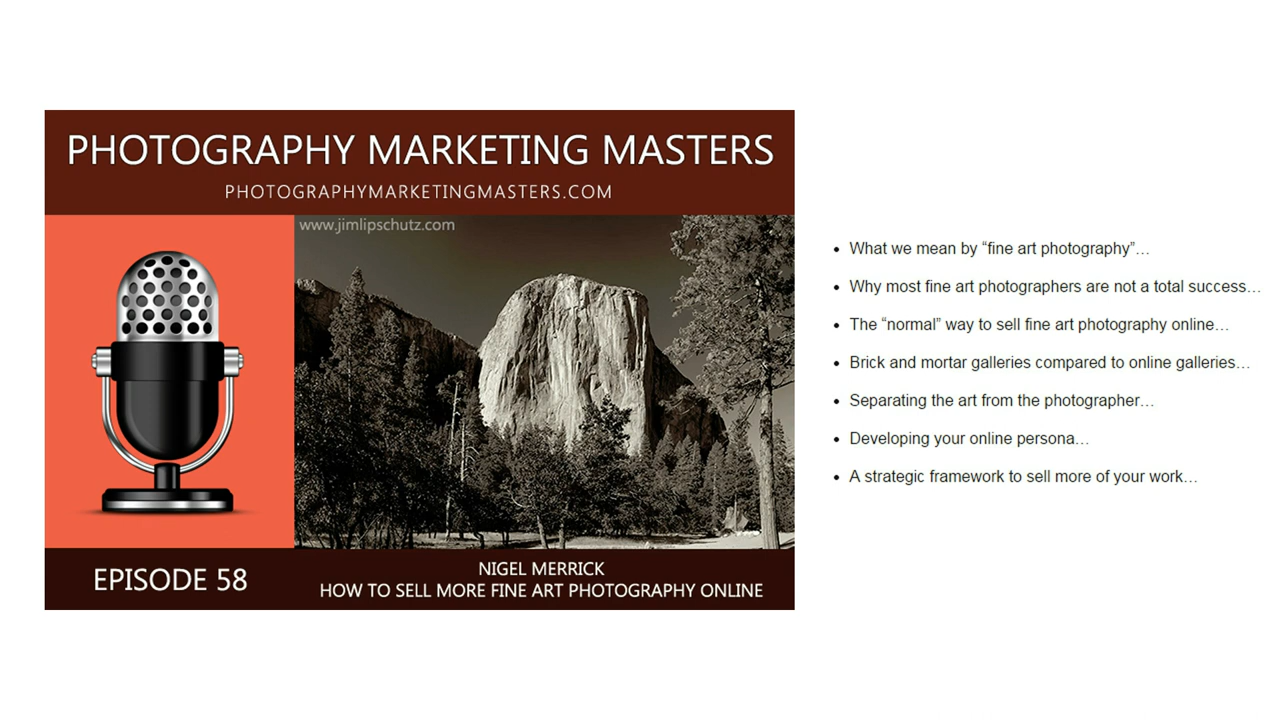 PHOTOGRAPHY MARKETING MASTERS
PHOTOGRAPHYMARKETINGMASTERS.COM
www.jimlipschutz.com
EPISODE 58
NIGEL MERRICK
HOW TO SELL MORE FINE ART PHOTOGRAPHY ONLINE
• What we mean by “fine art photography”…
• Why most fine art photographers are not a total success…
• The “normal” way to sell fine art photography online…
• Brick and mortar galleries compared to online galleries…
• Separating the art from the photographer…
• Developing your online persona…
• A strategic framework to sell more of your work…